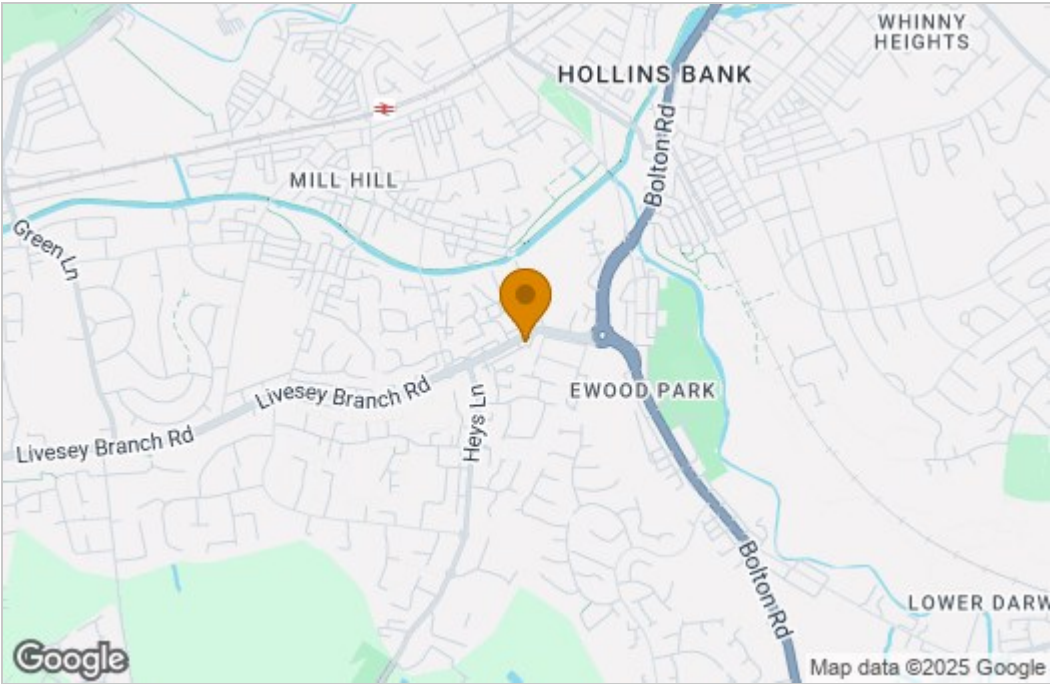 WHINNY
HEIGHTS
HOLLINS BANK
Bolton Rd
MILL HILL
Green Ln
EWOOD PARK
Livesey Branch Rd
Heys Ln
Livesey Branch Rd
Bolton Rd
LOWER DARW
Google
Map data ©2025 Google